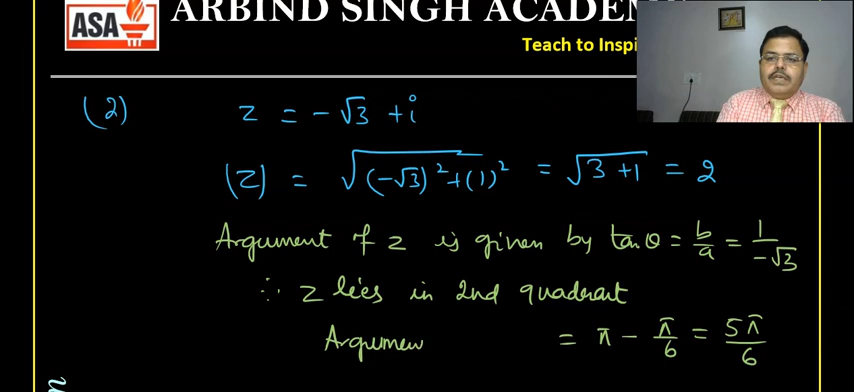 ARBIND SINGH ACADEM
ASA
Teach to Inspi
(2) z = -√3 + i
(z) = √(-√3)² + (1)² = √3 + 1 = 2
Argument of z is given by tan θ = b/a = 1/-√3
∴ z lies in 2nd quadrant
Argumen = π - π/6 = 5π/6